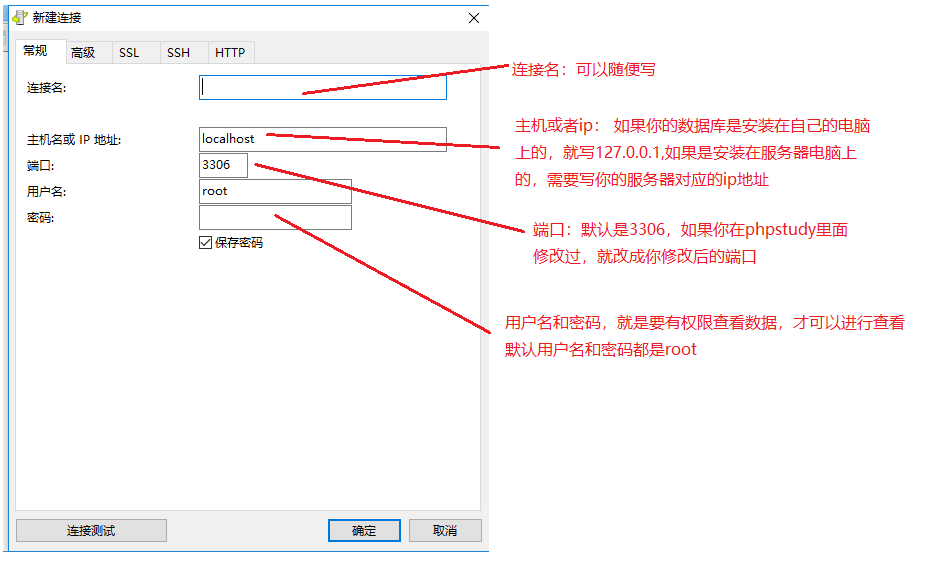 新建连接
常规
高级
SSL
SSH
HTTP
连接名:
主机名或 IP 地址:
localhost
端口:
3306
用户名:
root
密码:
保存密码
连接测试
确定
取消
连接名：可以随便写
主机或者ip： 如果你的数据库是安装在自己的电脑
上的，就写127.0.0.1,如果是安装在服务器电脑上
的，需要写你的服务器对应的ip地址
端口：默认是3306，如果你在phpstudy里面
修改过，就改成你修改后的端口
用户名和密码，就是要有权限查看数据，才可以进行查看
默认用户名和密码都是root